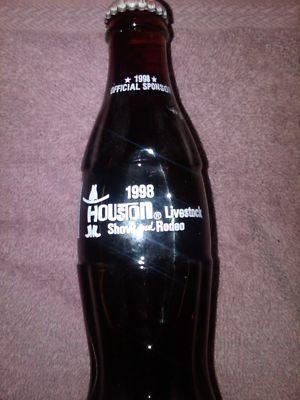 ★ 1998 ★
OFFICIAL SPONSOR
1998
HOUSTON® Livestock
Show and Rodeo